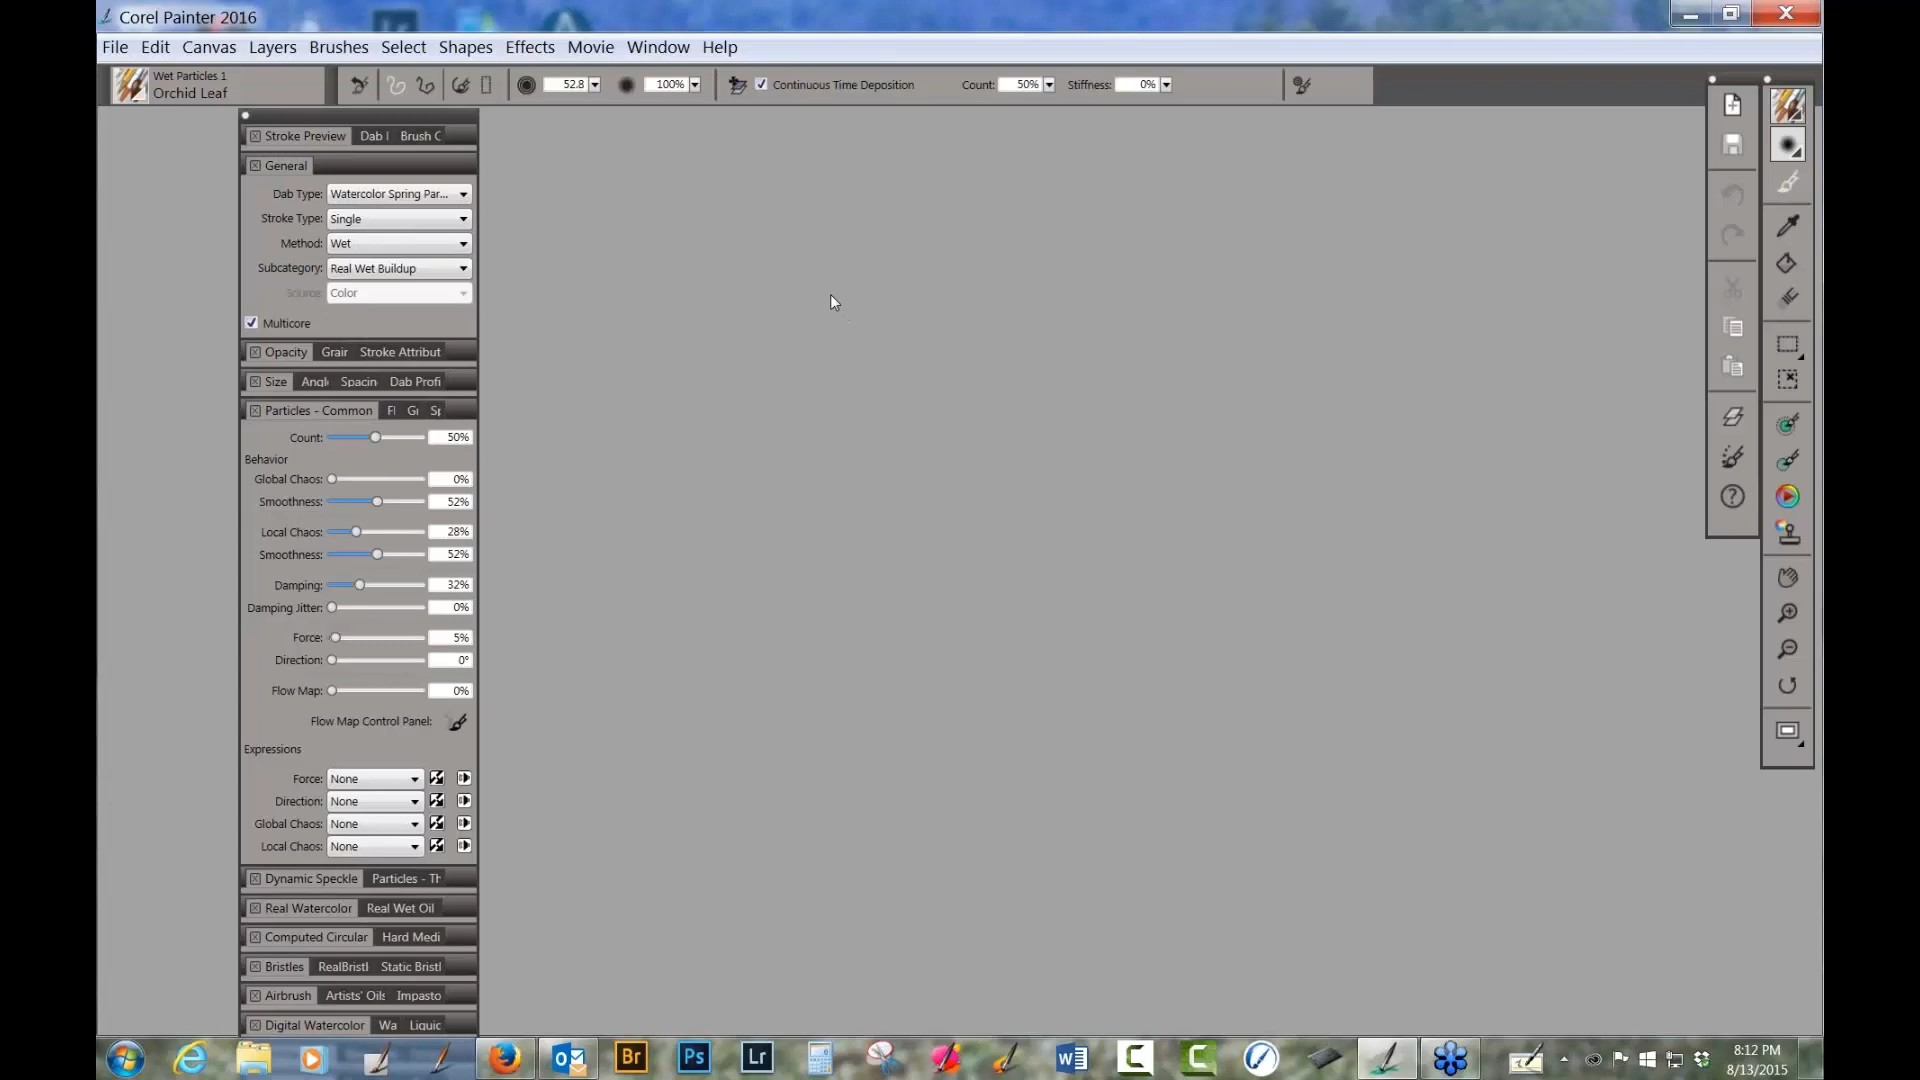 Corel Painter 2016
File Edit Canvas Layers Brushes Select Shapes Effects Movie Window Help
Wet Particles 1
Orchid Leaf
52.8 100% Continuous Time Deposition Count: 50% Stiffness: 0%
Stroke Preview Dab I Brush C
General
Dab Type: Watercolor Spring Par...
Stroke Type: Single
Method: Wet
Subcategory: Real Wet Buildup
Source: Color
Multicore
Opacity Grair Stroke Attribut
Size Angl Spacin Dab Profi
Particles - Common Fl Gi Sp
Count: 50%
Behavior
Global Chaos: 0%
Smoothness: 52%
Local Chaos: 28%
Smoothness: 52%
Damping: 32%
Damping Jitter: 0%
Force: 5%
Direction: 0°
Flow Map: 0%
Flow Map Control Panel:
Expressions
Force: None
Direction: None
Global Chaos: None
Local Chaos: None
Dynamic Speckle Particles - Th
Real Watercolor Real Wet Oil
Computed Circular Hard Medi
Bristles RealBristl Static Bristl
Airbrush Artists' Oils Impasto
Digital Watercolor Wa Liquic
Br Ps Lr
8:12 PM
8/13/2015